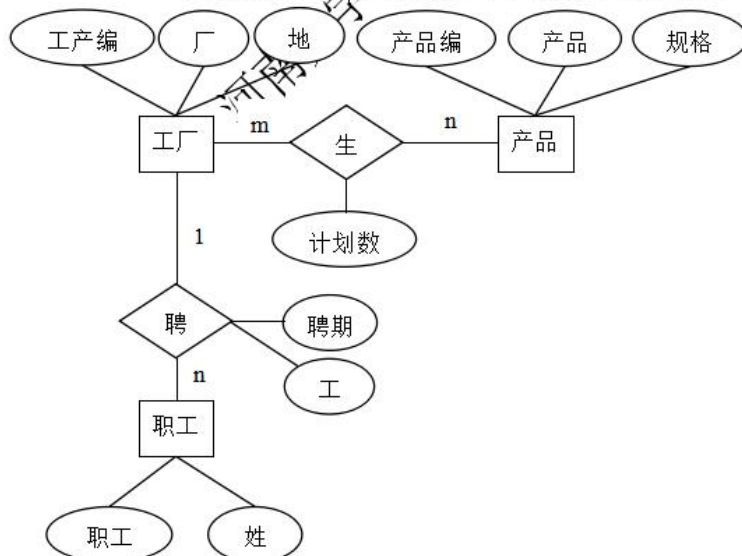 工产编 厂 地 产品编 产品 规格
工厂 m 生 n 产品
计划数
1
聘 聘期
工
n
职工
职工 姓